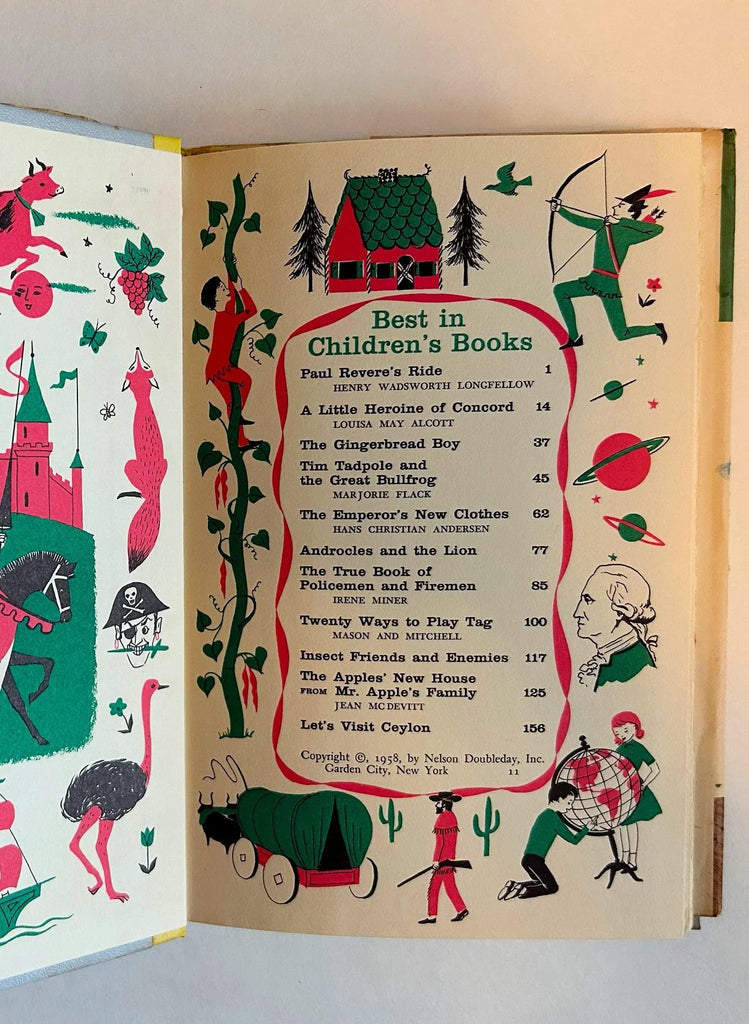 Best in
Children's Books
Paul Revere's Ride 1
HENRY WADSWORTH LONGFELLOW
A Little Heroine of Concord 14
LOUISA MAY ALCOTT
The Gingerbread Boy 37
Tim Tadpole and
the Great Bullfrog 45
MARJORIE FLACK
The Emperor's New Clothes 62
HANS CHRISTIAN ANDERSEN
Androcles and the Lion 77
The True Book of
Policemen and Firemen 85
IRENE MINER
Twenty Ways to Play Tag 100
MASON AND MITCHELL
Insect Friends and Enemies 117
The Apples' New House
FROM Mr. Apple's Family 125
JEAN MC DEVITT
Let's Visit Ceylon 156
Copyright ©, 1958, by Nelson Doubleday, Inc.
Garden City, New York 11